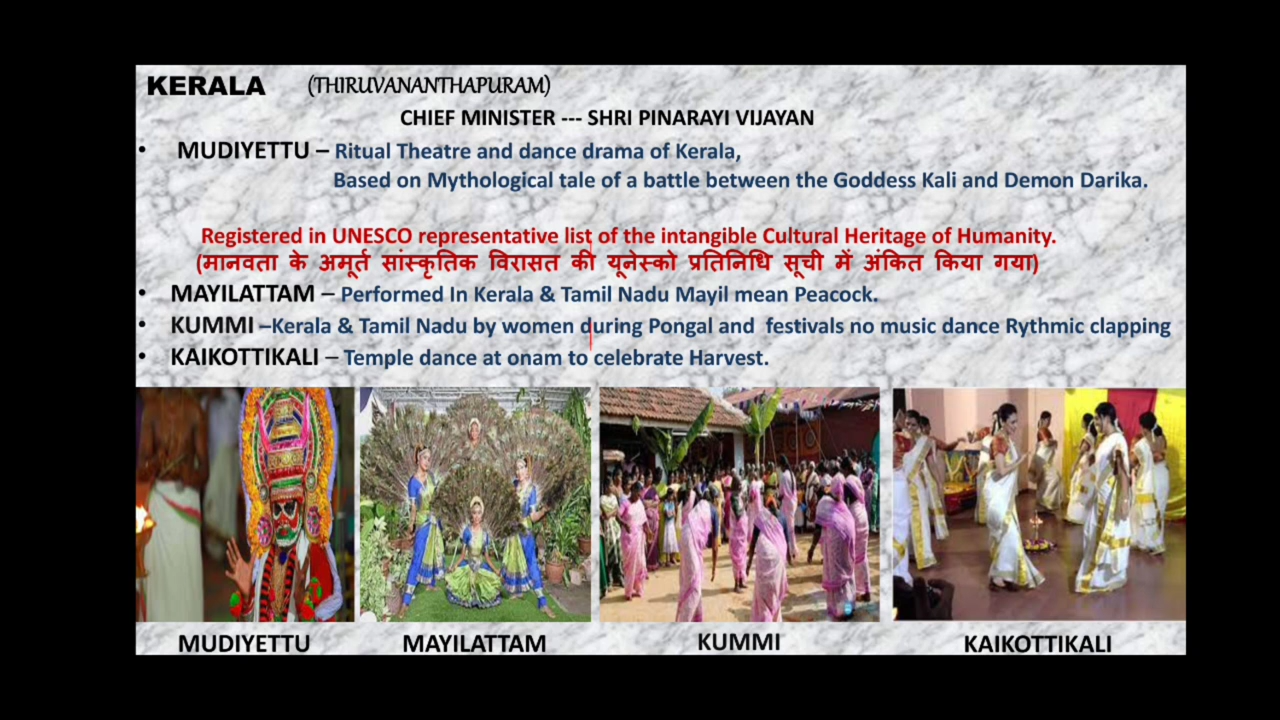 KERALA (THIRUVANANTHAPURAM)
CHIEF MINISTER --- SHRI PINARAYI VIJAYAN
• MUDIYETTU – Ritual Theatre and dance drama of Kerala,
Based on Mythological tale of a battle between the Goddess Kali and Demon Darika.
Registered in UNESCO representative list of the intangible Cultural Heritage of Humanity.
(मानवता के अमूर्त सांस्कृतिक विरासत की यूनेस्को प्रतिनिधि सूची में अंकित किया गया)
• MAYILATTAM – Performed In Kerala & Tamil Nadu Mayil mean Peacock.
• KUMMI –Kerala & Tamil Nadu by women during Pongal and festivals no music dance Rythmic clapping
• KAIKOTTIKALI – Temple dance at onam to celebrate Harvest.
MUDIYETTU MAYILATTAM KUMMI KAIKOTTIKALI